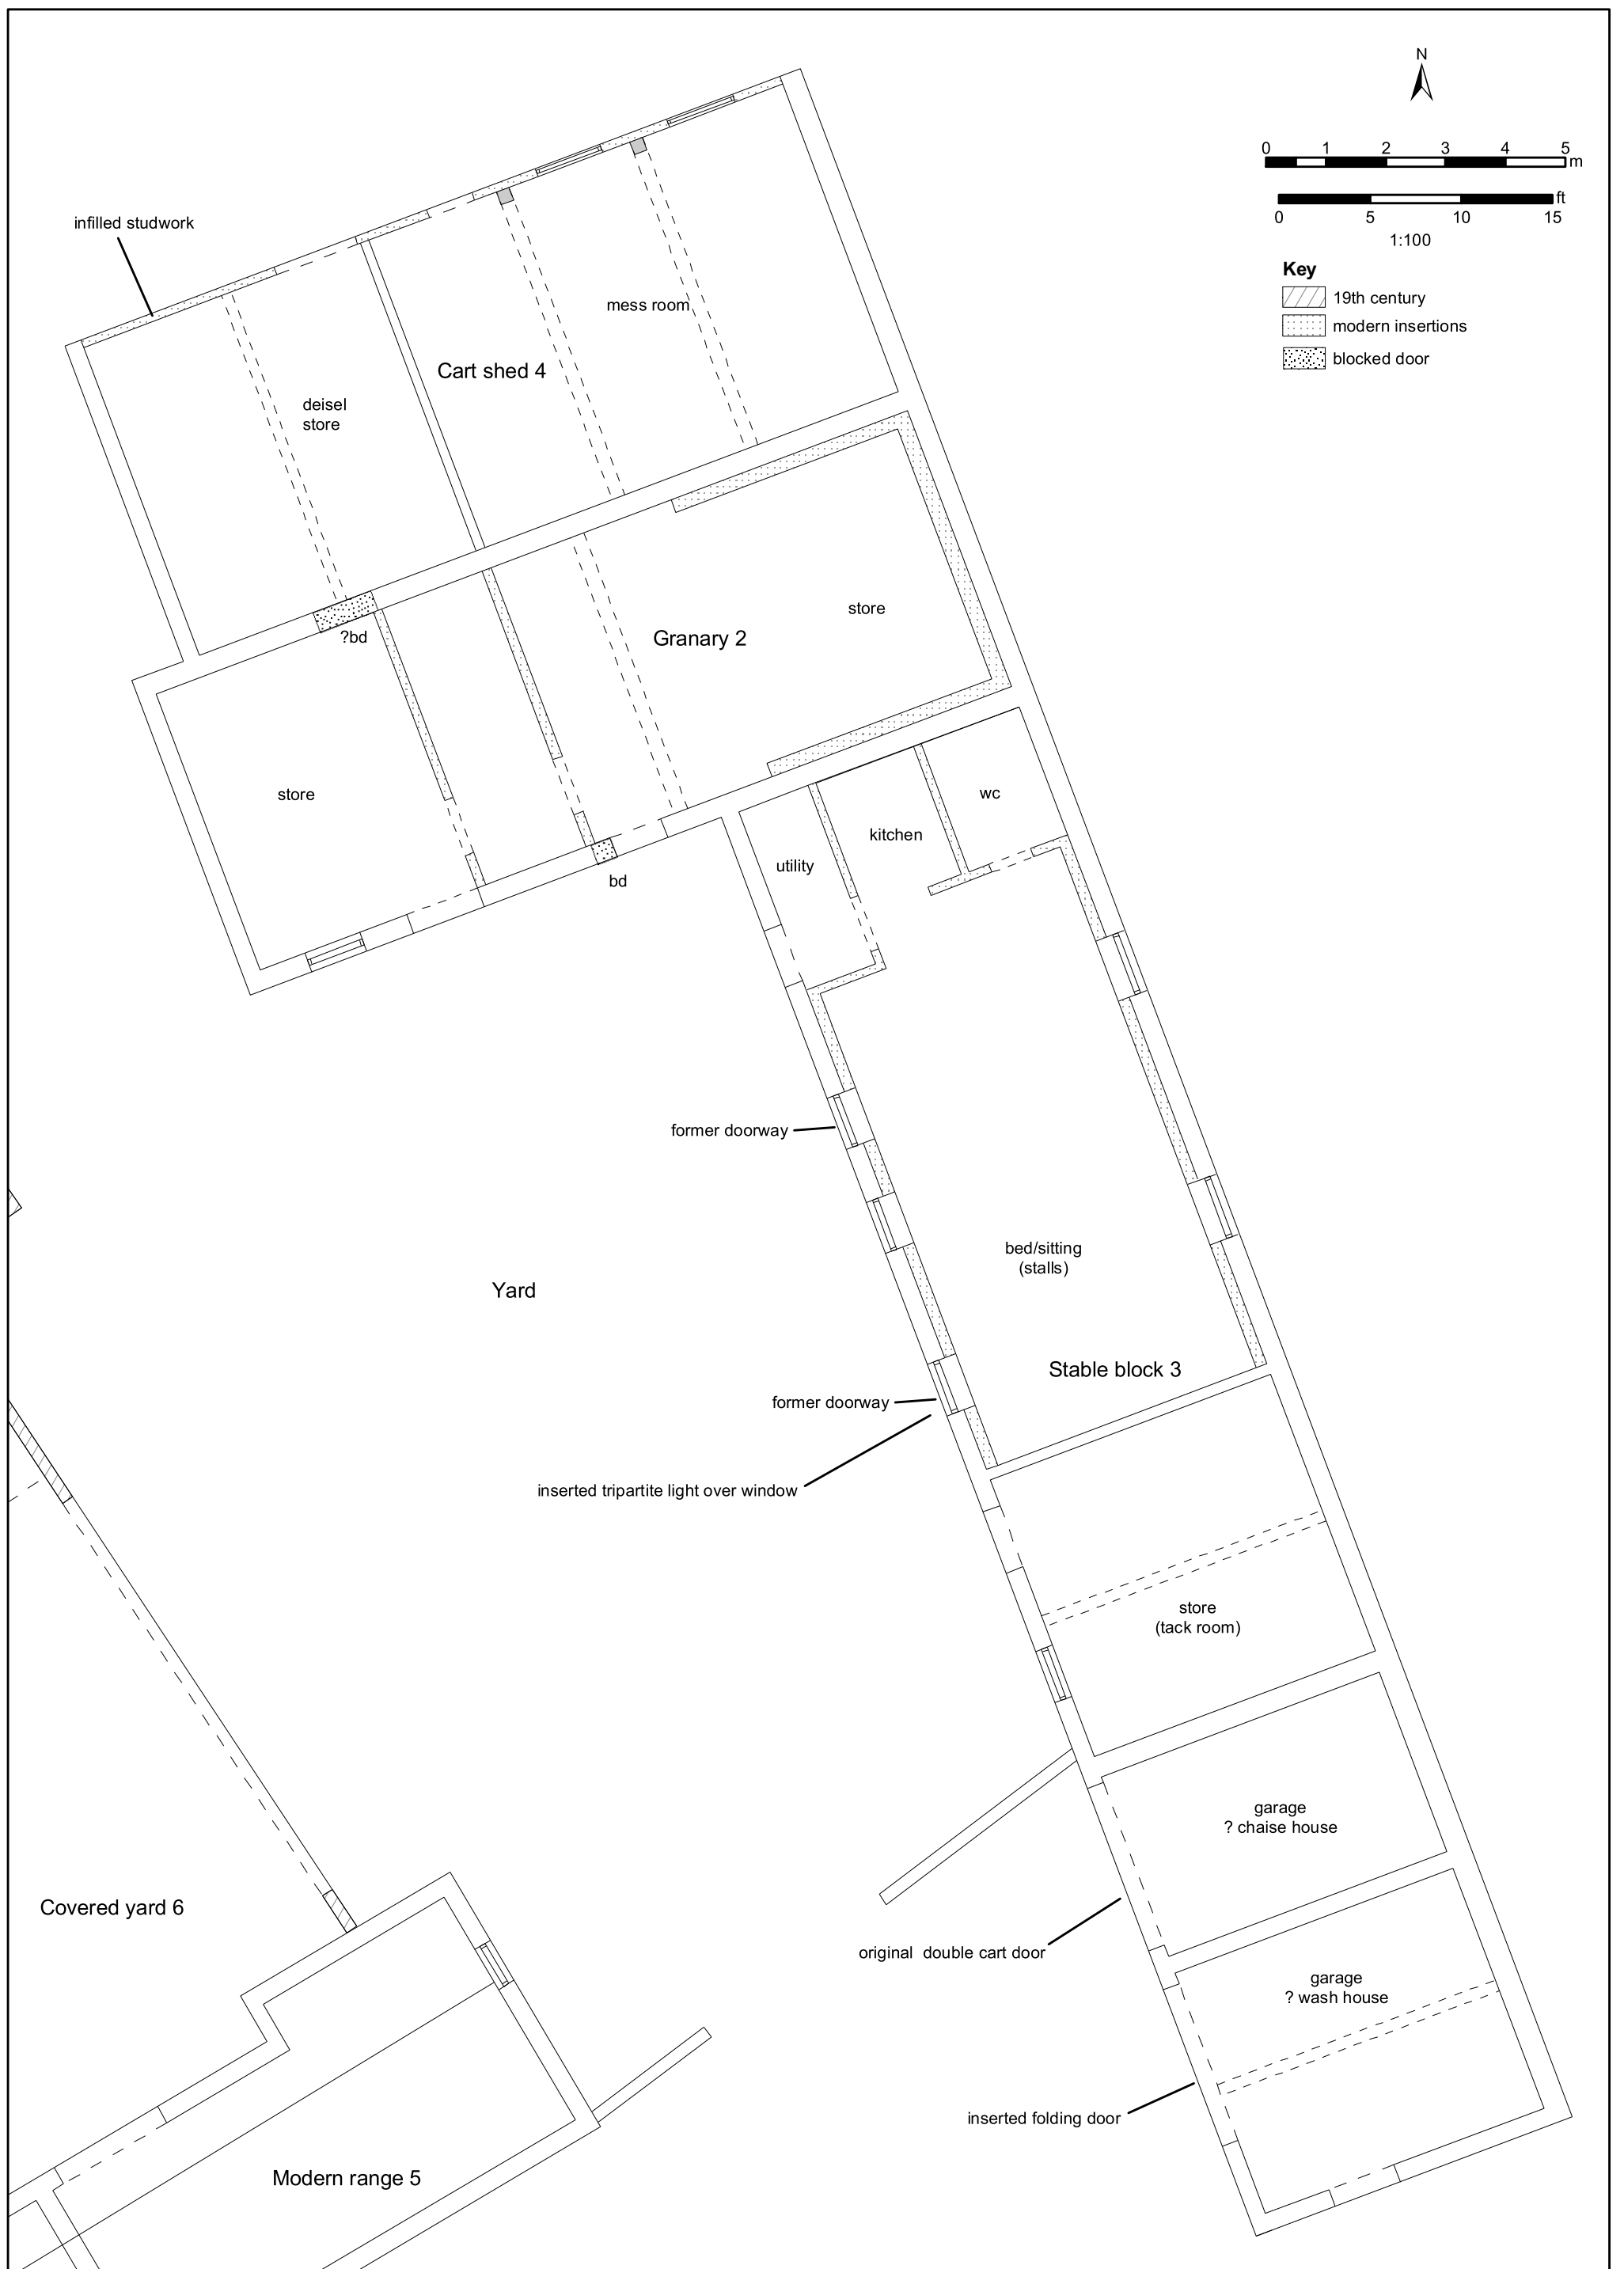 N
0 1 2 3 4 5 m
ft
0 5 10 15
1:100
Key
19th century
modern insertions
blocked door
infilled studwork
mess room
Cart shed 4
deisel
store
store
?bd
Granary 2
store
wc
kitchen
utility
bd
former doorway
bed/sitting
(stalls)
Yard
Stable block 3
former doorway
inserted tripartite light over window
store
(tack room)
garage
? chaise house
Covered yard 6
original double cart door
garage
? wash house
inserted folding door
Modern range 5